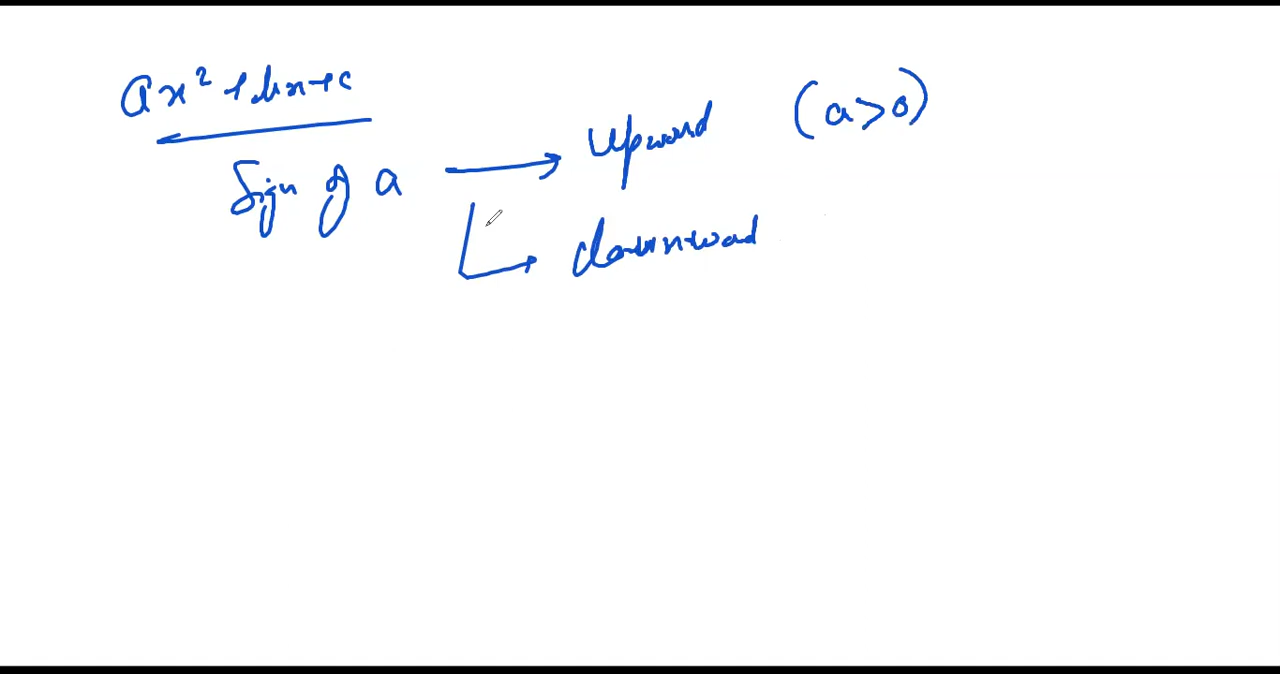 ax² + bx + c
Sign of a → upward (a>0)
→ downward